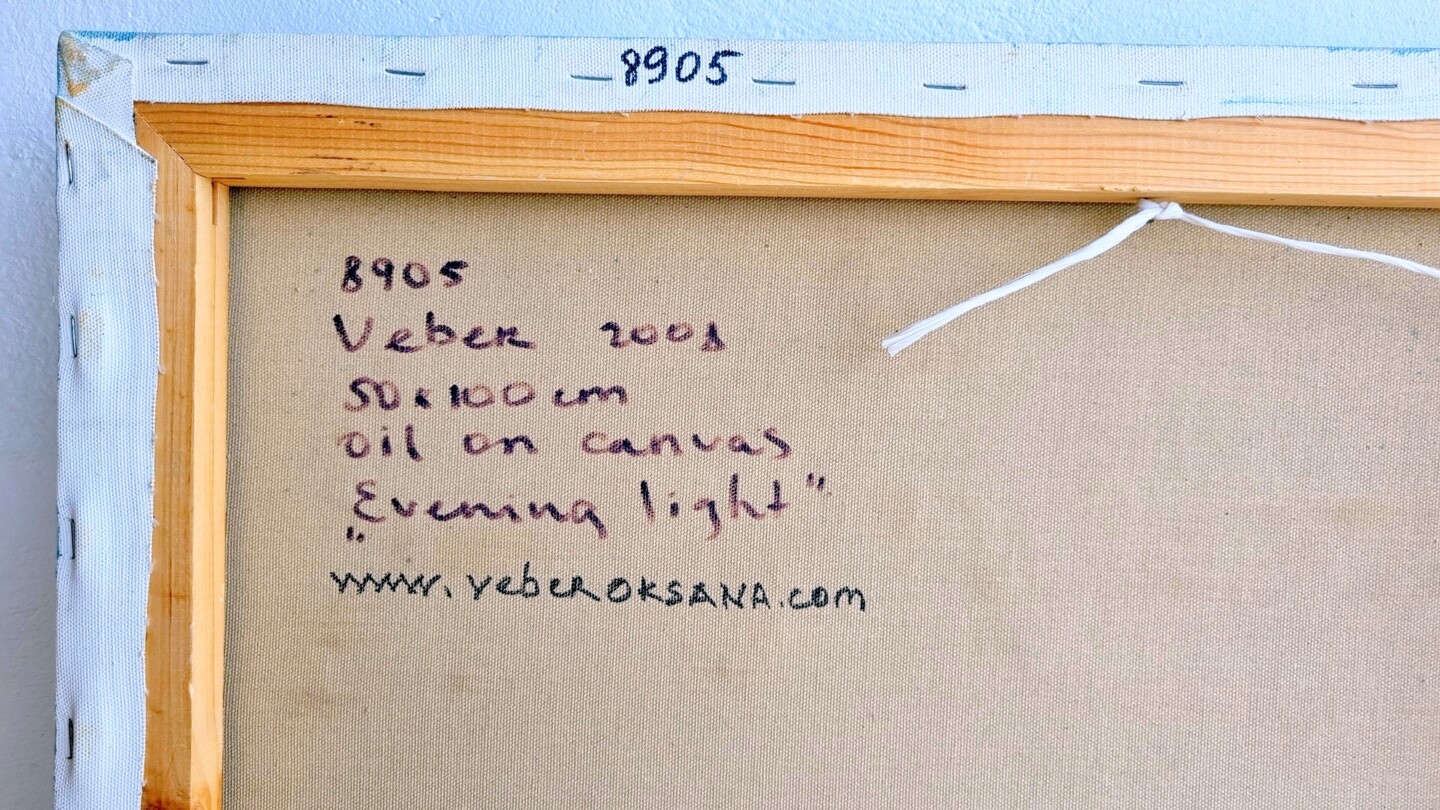 8905
8905
Veber 2001
50x100 cm
oil on canvas
„Evening light"
www.veberOKSANA.com